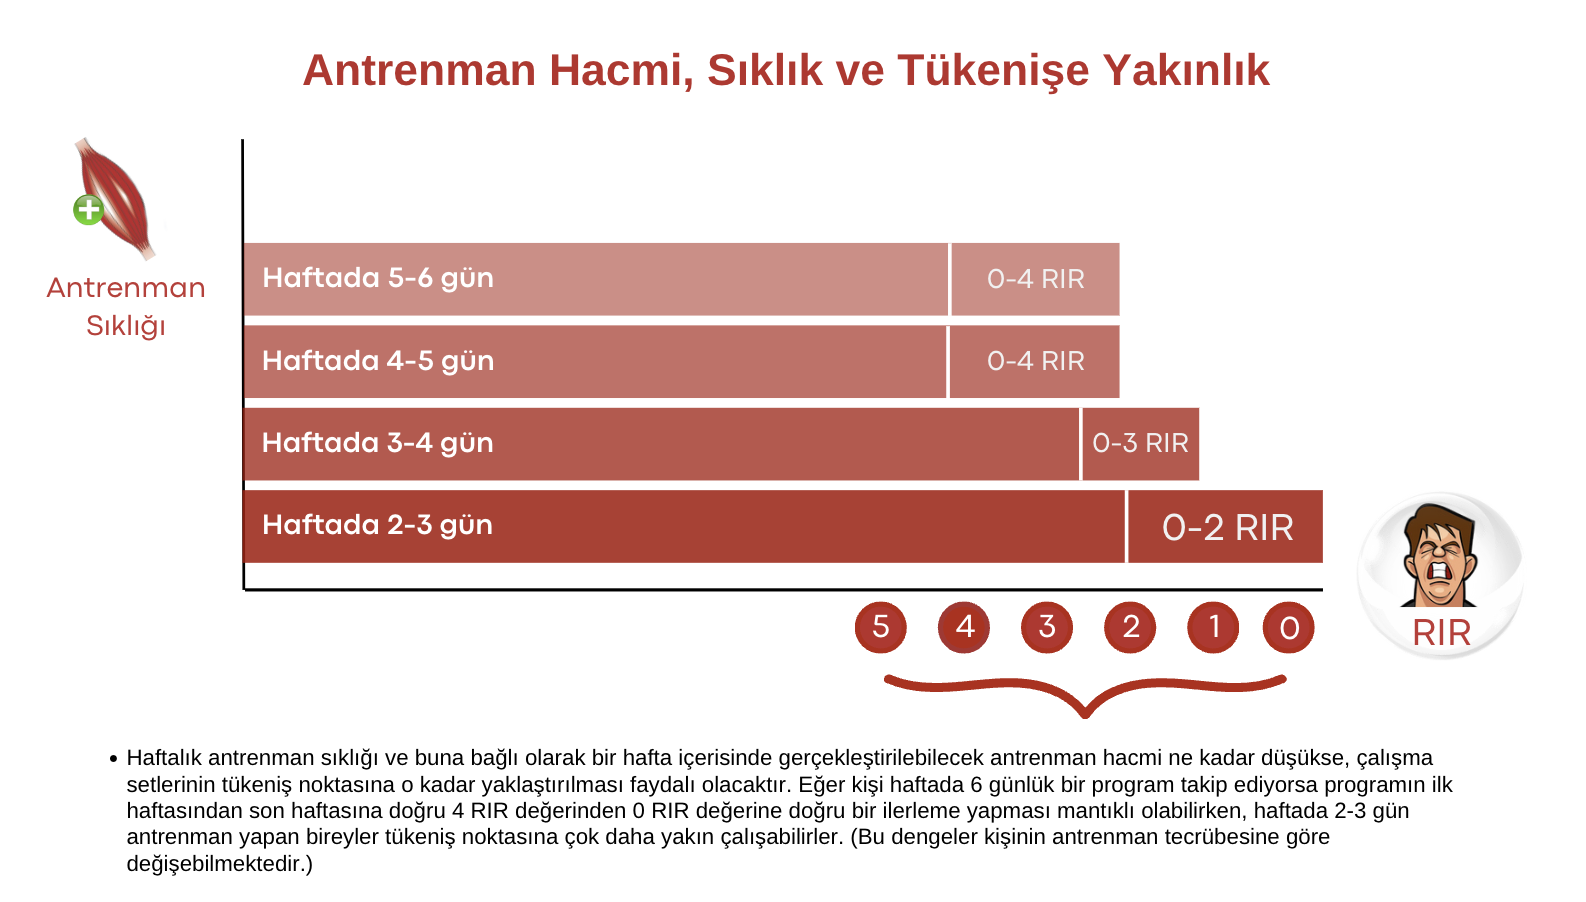 Antrenman Hacmi, Sıklık ve Tükenişe Yakınlık
Antrenman
Sıklığı
Haftada 5-6 gün
0-4 RIR
Haftada 4-5 gün
0-4 RIR
Haftada 3-4 gün
0-3 RIR
Haftada 2-3 gün
0-2 RIR
5 4 3 2 1 0
RIR
• Haftalık antrenman sıklığı ve buna bağlı olarak bir hafta içerisinde gerçekleştirilebilecek antrenman hacmi ne kadar düşükse, çalışma
setlerinin tükeniş noktasına o kadar yaklaştırılması faydalı olacaktır. Eğer kişi haftada 6 günlük bir program takip ediyorsa programın ilk
haftasından son haftasına doğru 4 RIR değerinden 0 RIR değerine doğru bir ilerleme yapması mantıklı olabilirken, haftada 2-3 gün
antrenman yapan bireyler tükeniş noktasına çok daha yakın çalışabilirler. (Bu dengeler kişinin antrenman tecrübesine göre
değişebilmektedir.)